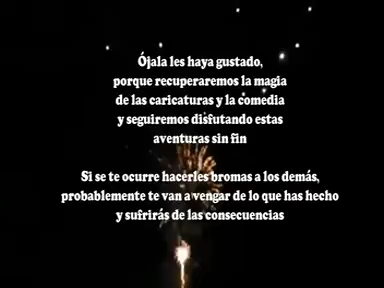 Ójala les haya gustado,
porque recuperaremos la magia
de las caricaturas y la comedia
y seguiremos disfutando estas
aventuras sin fin
Si se te ocurre hacerles bromas a los demás,
probablemente te van a vengar de lo que has hecho
y sufrirás de las consecuencias